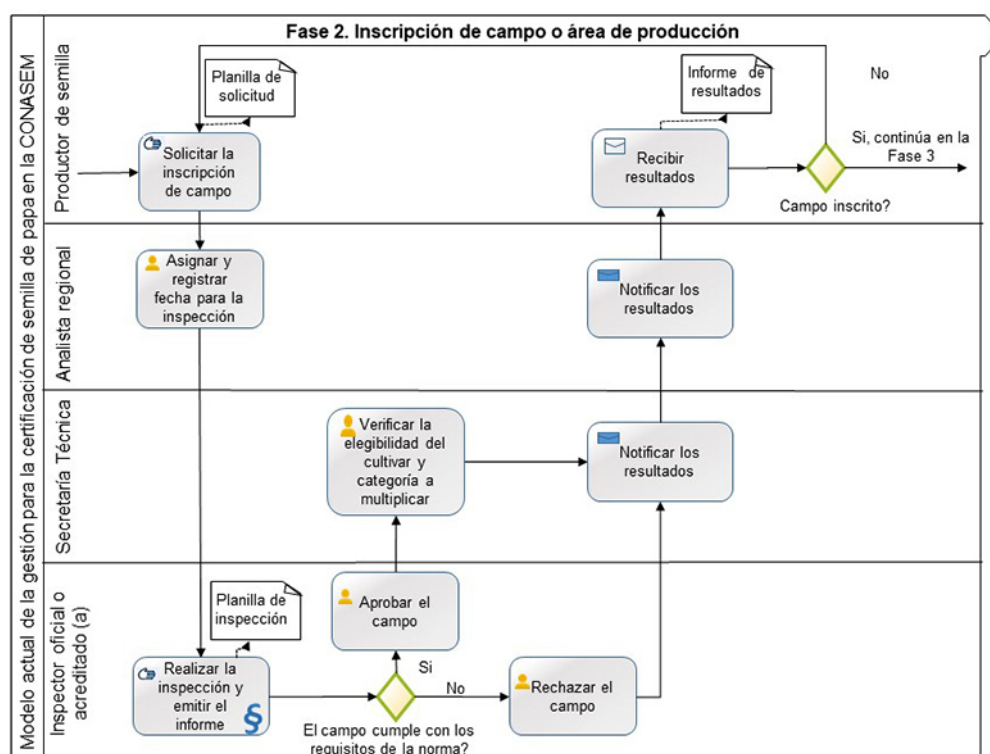 Fase 2. Inscripción de campo o área de producción
Modelo actual de la gestión para la certificación de semilla de papa en la CONASEM
Productor de semilla
Planilla de
solicitud
Solicitar la
inscripción
de campo
Informe de
resultados
Recibir
resultados
No
Si, continúa en la
Fase 3
Campo inscrito?
Analista regional
Asignar y
registrar
fecha para la
inspección
Notificar los
resultados
Secretaría Técnica
Verificar la
elegibilidad del
cultivar y
categoría a
multiplicar
Notificar los
resultados
Inspector oficial o
acreditado (a)
Planilla de
inspección
Realizar la
inspección y
emitir el
informe
§
Aprobar el
campo
Si
No
El campo cumple con los
requisitos de la norma?
Rechazar el
campo